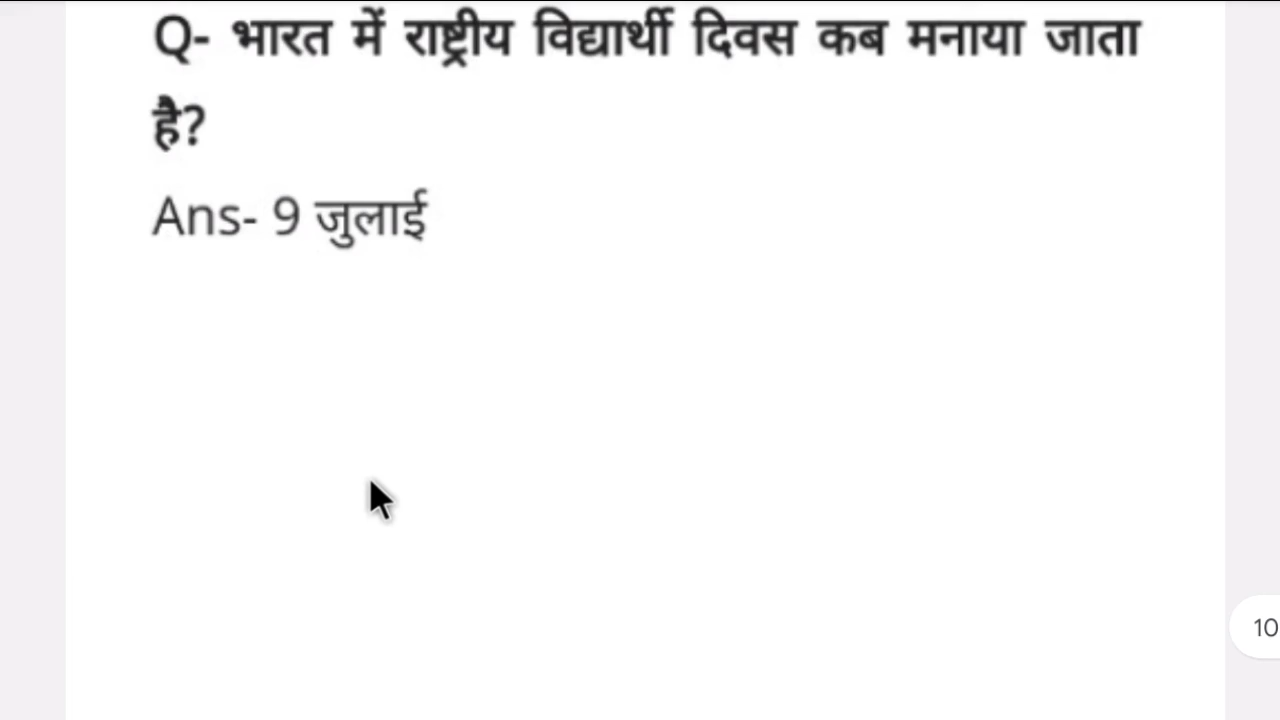 Q- भारत में राष्ट्रीय विद्यार्थी दिवस कब मनाया जाता
है?
Ans- 9 जुलाई
10